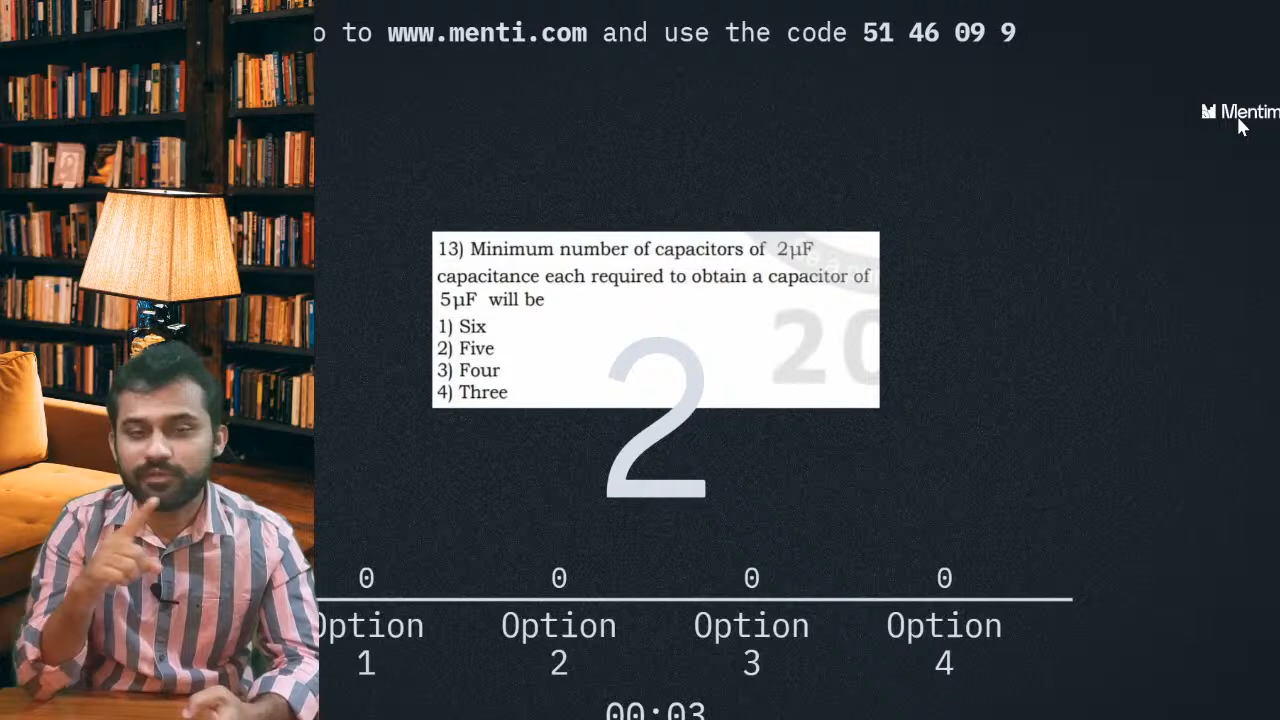 o to www.menti.com and use the code 51 46 09 9
Mentim
13) Minimum number of capacitors of 2µF
capacitance each required to obtain a capacitor of
5µF will be
1) Six
2) Five
3) Four
4) Three
20
2
0 0 0 0
Option Option Option Option
1 2 3 4
00:03